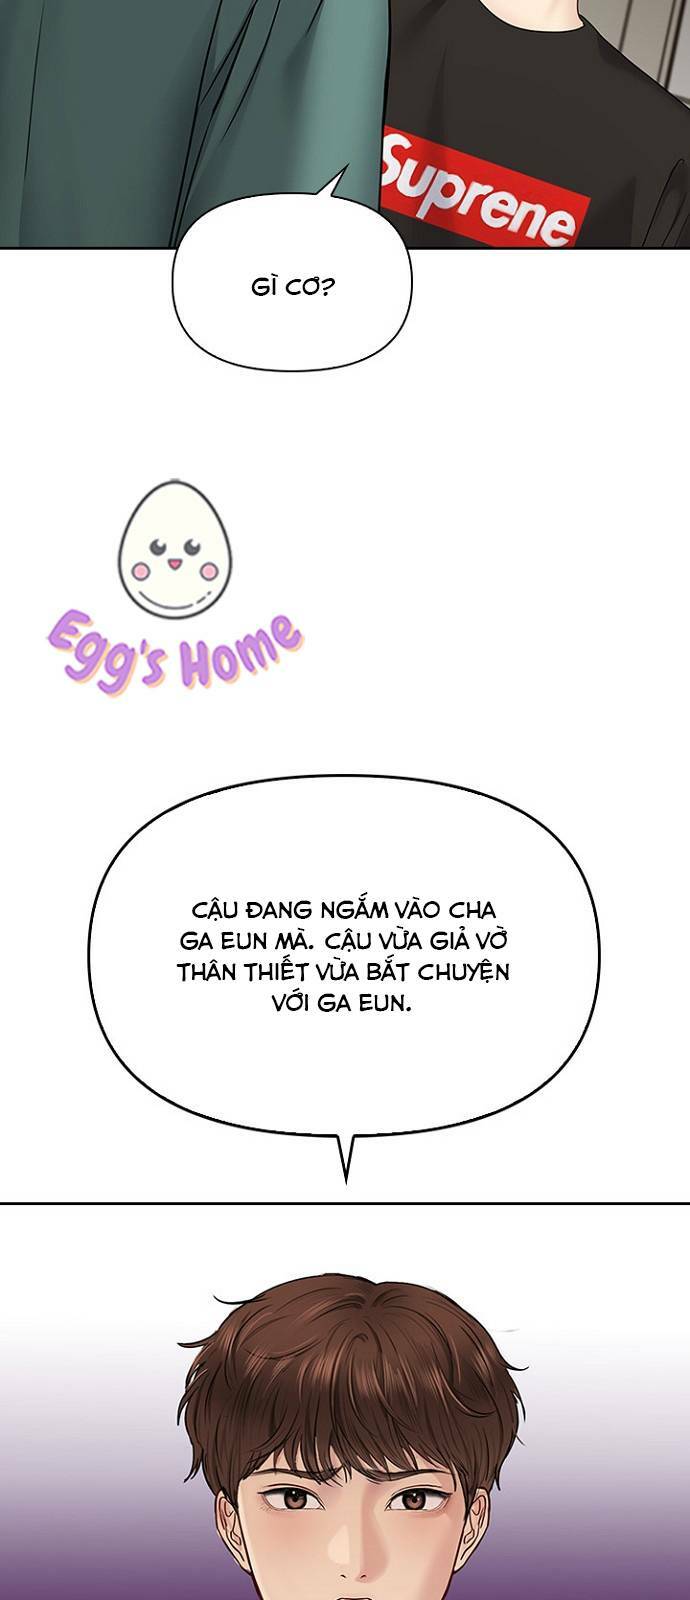 Suprene
GÌ CƠ?
Egg's Home
CẬU ĐANG NGẮM VÀO CHA
GA EUN MÀ. CẬU VỪA GIẢ VỜ
THÂN THIẾT VỪA BẮT CHUYỆN
VỚI GA EUN.